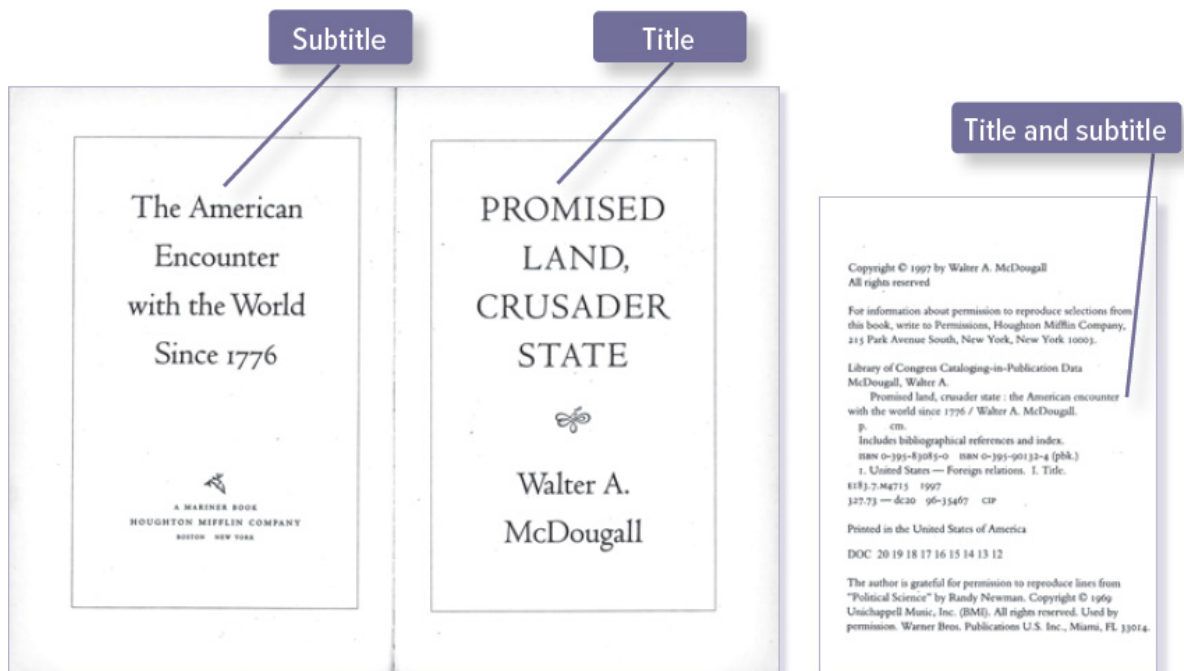 Subtitle
Title
Title and subtitle
The American
Encounter
with the World
Since 1776
A MARINER BOOK
HOUGHTON MIFFLIN COMPANY
BOSTON NEW YORK
PROMISED
LAND,
CRUSADER
STATE
Walter A.
McDougall
Copyright © 1997 by Walter A. McDougall
All rights reserved
For information about permission to reproduce selections from
this book, write to Permissions, Houghton Mifflin Company,
215 Park Avenue South, New York, New York 10003.
Library of Congress Cataloging-in-Publication Data
McDougall, Walter A.
Promised land, crusader state : the American encounter
with the world since 1776 / Walter A. McDougall.
p. cm.
Includes bibliographical references and index.
ISBN 0-395-83085-0 ISBN 0-395-90132-4 (pbk.)
1. United States — Foreign relations. I. Title.
E183.7.M4715 1997
327.73 — dc20 96-35467 CIP
Printed in the United States of America
DOC 20 19 18 17 16 15 14 13 12
The author is grateful for permission to reproduce lines from
"Political Science" by Randy Newman. Copyright © 1969
Unichappell Music, Inc. (BMI). All rights reserved. Used by
permission. Warner Bros. Publications U.S. Inc., Miami, FL 33014.